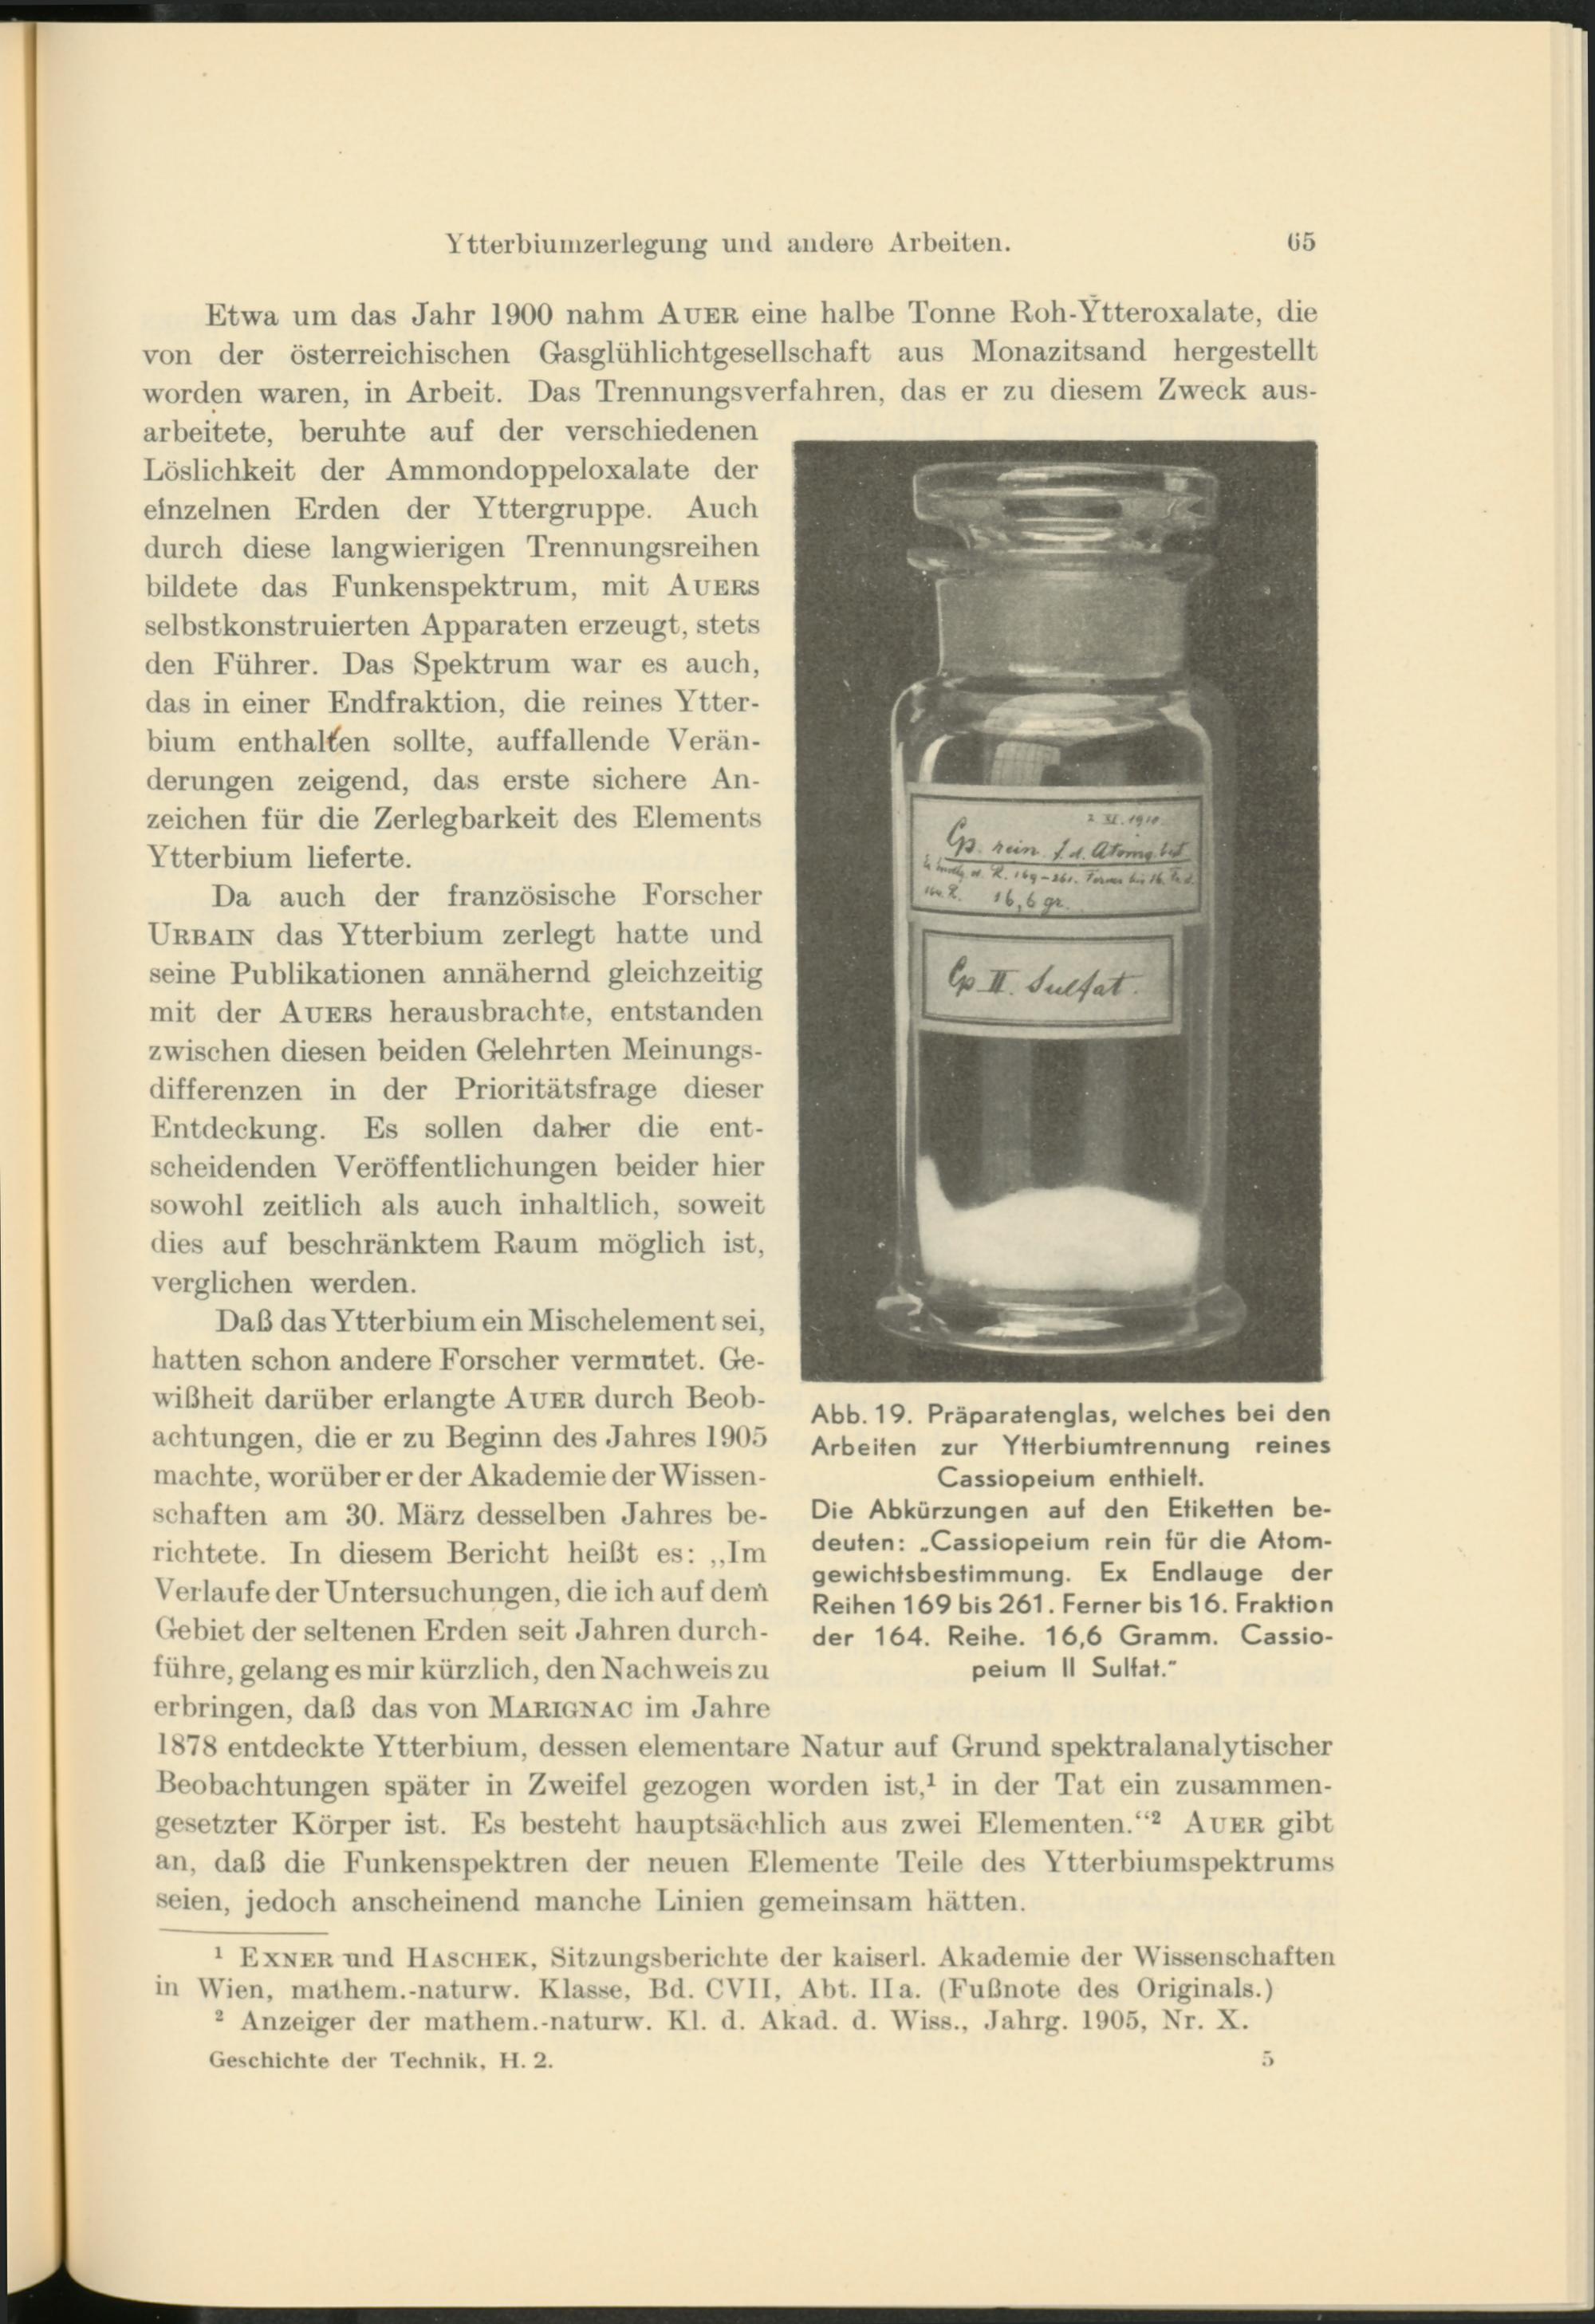 Ytterbiumzerlegung und andere Arbeiten. 65
Etwa um das Jahr 1900 nahm AUER eine halbe Tonne Roh-Ytteroxalate, die
von der österreichischen Gasglühlichtgesellschaft aus Monazitsand hergestellt
worden waren, in Arbeit. Das Trennungsverfahren, das er zu diesem Zweck aus-
arbeitete, beruhte auf der verschiedenen
Löslichkeit der Ammondoppeloxalate der
einzelnen Erden der Yttergruppe. Auch
durch diese langwierigen Trennungsreihen
bildete das Funkenspektrum, mit AUERS
selbstkonstruierten Apparaten erzeugt, stets
den Führer. Das Spektrum war es auch,
das in einer Endfraktion, die reines Ytter-
bium enthalten sollte, auffallende Verän-
derungen zeigend, das erste sichere An-
zeichen für die Zerlegbarkeit des Elements
Ytterbium lieferte.
Da auch der französische Forscher
URBAIN das Ytterbium zerlegt hatte und
seine Publikationen annähernd gleichzeitig
mit der AUERS herausbrachte, entstanden
zwischen diesen beiden Gelehrten Meinungs-
differenzen in der Prioritätsfrage dieser
Entdeckung. Es sollen daher die ent-
scheidenden Veröffentlichungen beider hier
sowohl zeitlich als auch inhaltlich, soweit
dies auf beschränktem Raum möglich ist,
verglichen werden.
Daß das Ytterbium ein Mischelement sei,
hatten schon andere Forscher vermutet. Ge-
wißheit darüber erlangte AUER durch Beob-
achtungen, die er zu Beginn des Jahres 1905
machte, worüber er der Akademie der Wissen-
schaften am 30. März desselben Jahres be-
richtete. In diesem Bericht heißt es: „Im
Verlaufe der Untersuchungen, die ich auf dem
Gebiet der seltenen Erden seit Jahren durch-
führe, gelang es mir kürzlich, den Nachweis zu
erbringen, daß das von MARIGNAC im Jahre
1878 entdeckte Ytterbium, dessen elementare Natur auf Grund spektralanalytischer
Beobachtungen später in Zweifel gezogen worden ist,¹ in der Tat ein zusammen-
gesetzter Körper ist. Es besteht hauptsächlich aus zwei Elementen.“² AUER gibt
an, daß die Funkenspektren der neuen Elemente Teile des Ytterbiumspektrums
seien, jedoch anscheinend manche Linien gemeinsam hätten.
2 XI. 1910
Cp. rein f. d. Atomg. best
R. 169–261. Ferner bis 16.
16,6 gr.
Cp II. Sulfat.
Abb. 19. Präparatenglas, welches bei den
Arbeiten zur Ytterbiumtrennung reines
Cassiopeium enthielt.
Die Abkürzungen auf den Etiketten be-
deuten: „Cassiopeium rein für die Atom-
gewichtsbestimmung. Ex Endlauge der
Reihen 169 bis 261. Ferner bis 16. Fraktion
der 164. Reihe. 16,6 Gramm. Cassio-
peium II Sulfat.“
¹ EXNER und HASCHEK, Sitzungsberichte der kaiserl. Akademie der Wissenschaften
in Wien, mathem.-naturw. Klasse, Bd. CVII, Abt. IIa. (Fußnote des Originals.)
² Anzeiger der mathem.-naturw. Kl. d. Akad. d. Wiss., Jahrg. 1905, Nr. X.
Geschichte der Technik, H. 2. 5